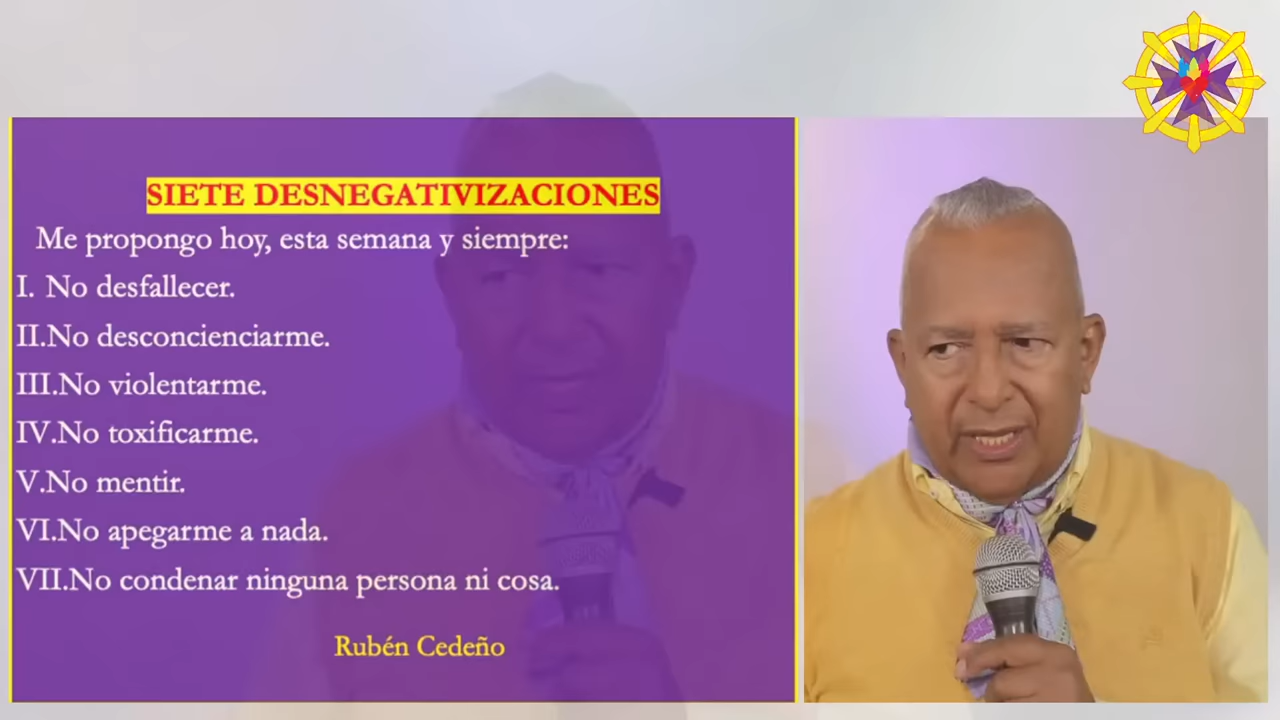 SIETE DESNEGATIVIZACIONES
Me propongo hoy, esta semana y siempre:
I. No desfallecer.
II.No desconcienciarme.
III.No violentarme.
IV.No toxificarme.
V.No mentir.
VI.No apegarme a nada.
VII.No condenar ninguna persona ni cosa.
Rubén Cedeño